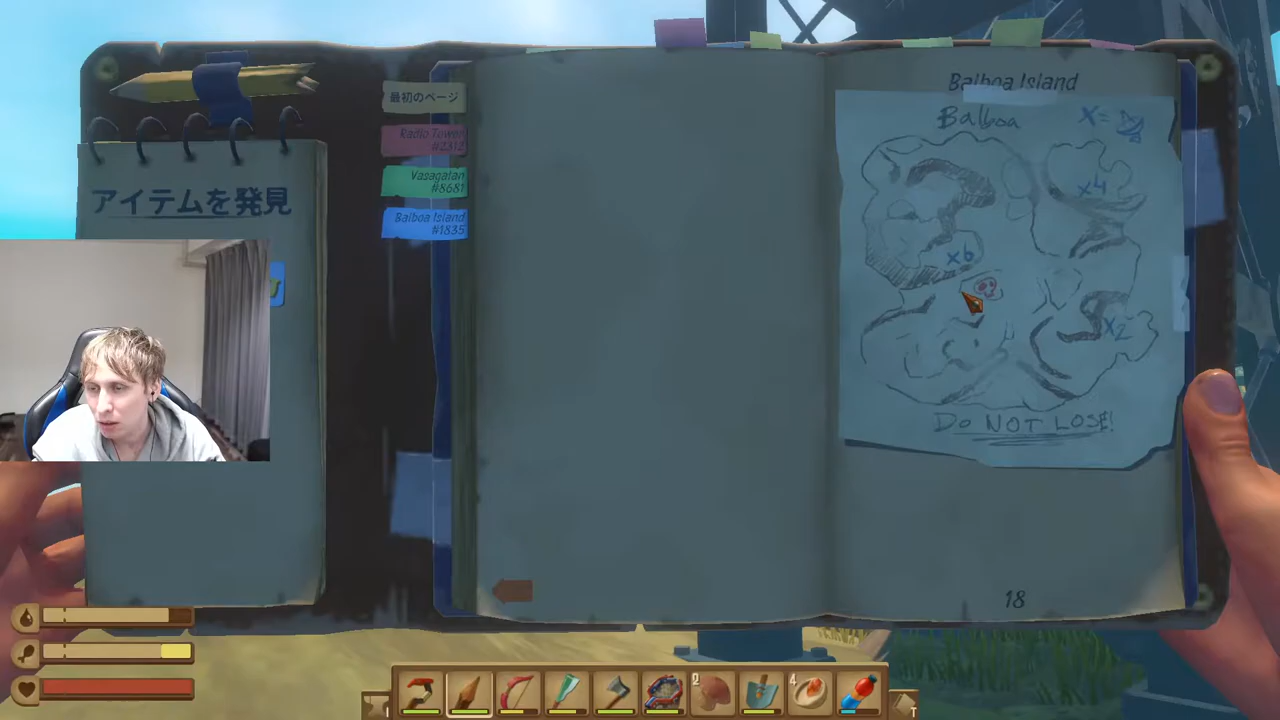 アイテムを発見
最初のページ
Radio Tower
#2312
Vasagatan
#8681
Balboa Island
#1835
Balboa Island
Balboa
X=
x4
x6
x2
DO NOT LOSE!
18
2
4